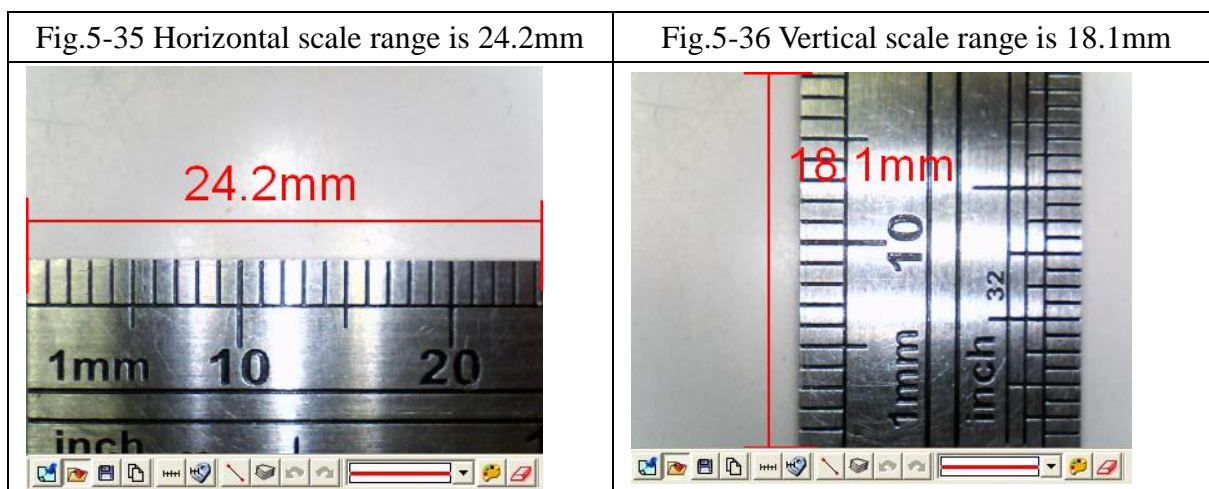 Fig.5-35 Horizontal scale range is 24.2mm
Fig.5-36 Vertical scale range is 18.1mm
24.2mm
1mm 10 20
inch 1
18.1mm
10
1mm
32
inch